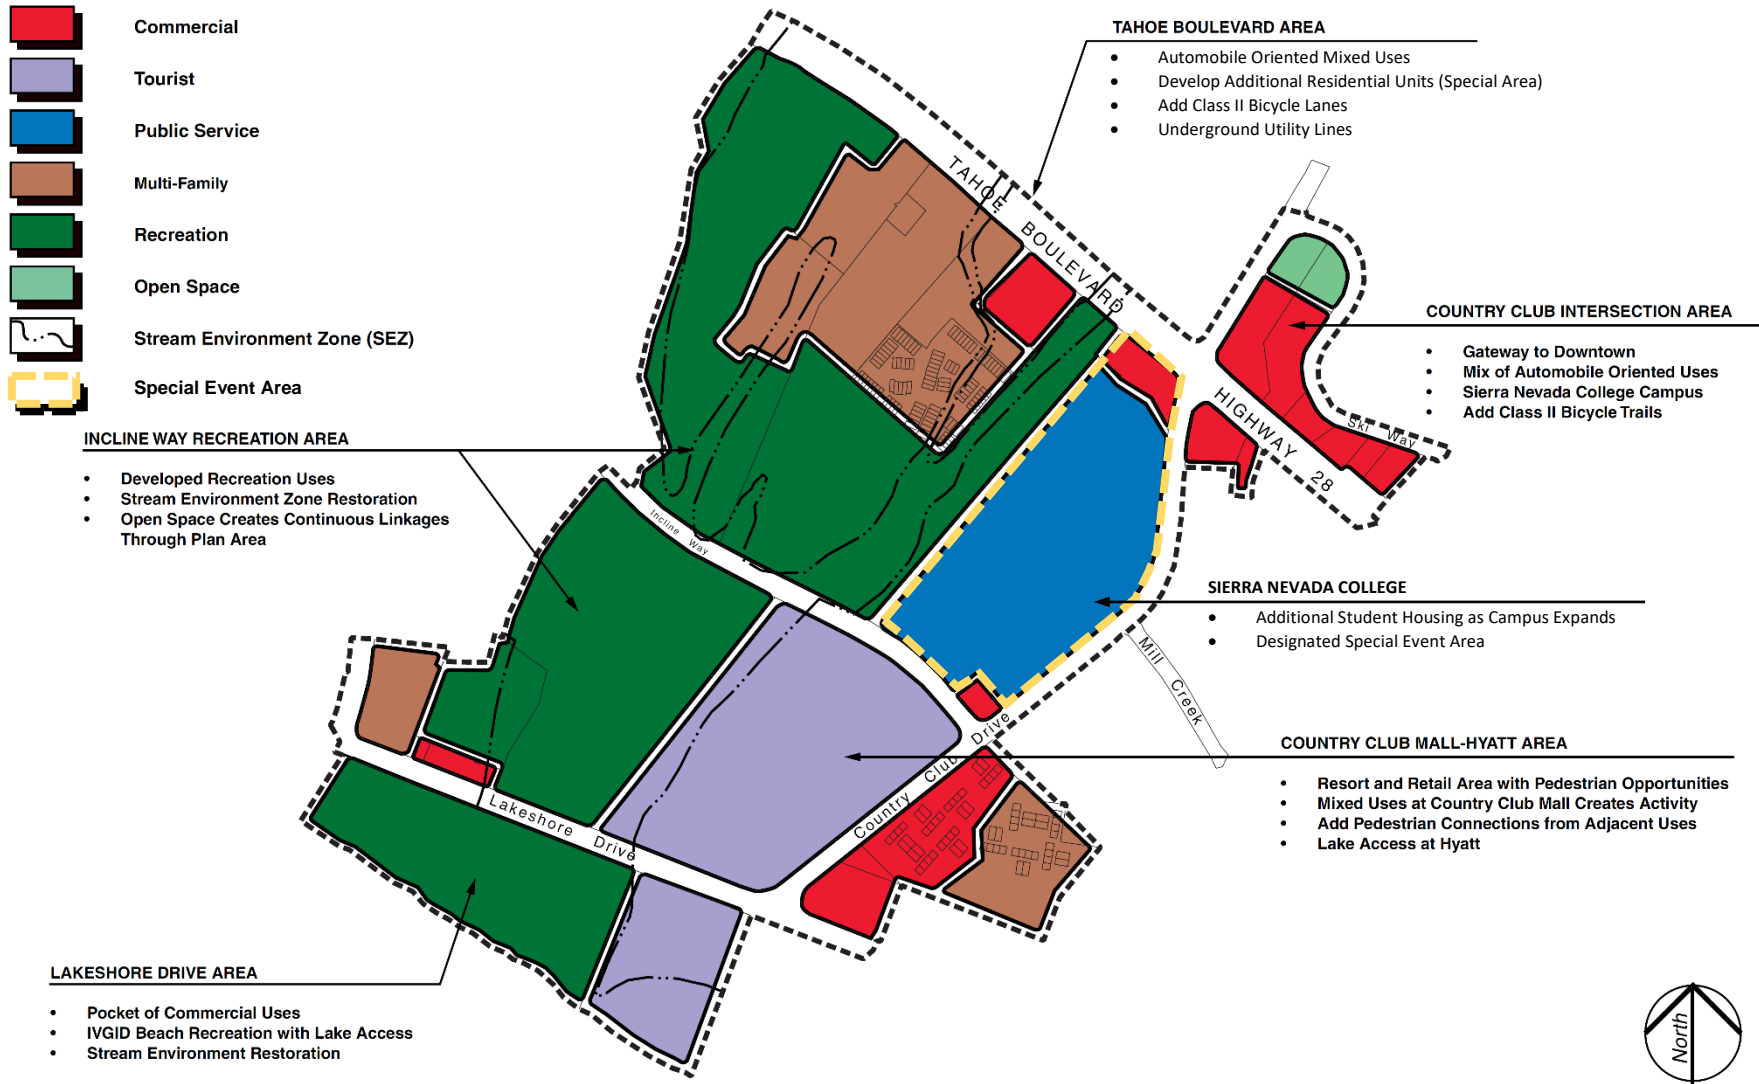 Commercial
Tourist
Public Service
Multi-Family
Recreation
Open Space
Stream Environment Zone (SEZ)
Special Event Area
TAHOE BOULEVARD AREA
• Automobile Oriented Mixed Uses
• Develop Additional Residential Units (Special Area)
• Add Class II Bicycle Lanes
• Underground Utility Lines
TAHOE BOULEVARD
COUNTRY CLUB INTERSECTION AREA
• Gateway to Downtown
• Mix of Automobile Oriented Uses
• Sierra Nevada College Campus
• Add Class II Bicycle Trails
HIGHWAY 28
Ski Way
INCLINE WAY RECREATION AREA
• Developed Recreation Uses
• Stream Environment Zone Restoration
• Open Space Creates Continuous Linkages
Through Plan Area
Incline Way
SIERRA NEVADA COLLEGE
• Additional Student Housing as Campus Expands
• Designated Special Event Area
Mill Creek
Country Club Drive
COUNTRY CLUB MALL-HYATT AREA
• Resort and Retail Area with Pedestrian Opportunities
• Mixed Uses at Country Club Mall Creates Activity
• Add Pedestrian Connections from Adjacent Uses
• Lake Access at Hyatt
Lakeshore Drive
LAKESHORE DRIVE AREA
• Pocket of Commercial Uses
• IVGID Beach Recreation with Lake Access
• Stream Environment Restoration
North